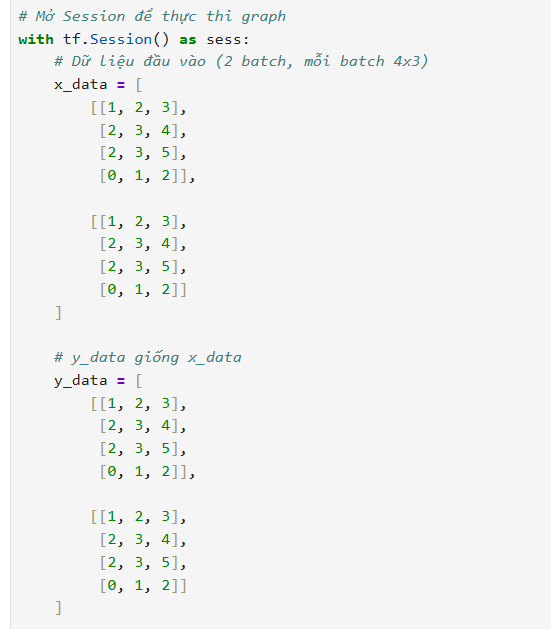 # Mở Session để thực thi graph
with tf.Session() as sess:
    # Dữ liệu đầu vào (2 batch, mỗi batch 4x3)
    x_data = [
        [[1, 2, 3],
         [2, 3, 4],
         [2, 3, 5],
         [0, 1, 2]],

        [[1, 2, 3],
         [2, 3, 4],
         [2, 3, 5],
         [0, 1, 2]]
    ]

    # y_data giống x_data
    y_data = [
        [[1, 2, 3],
         [2, 3, 4],
         [2, 3, 5],
         [0, 1, 2]],

        [[1, 2, 3],
         [2, 3, 4],
         [2, 3, 5],
         [0, 1, 2]]
    ]